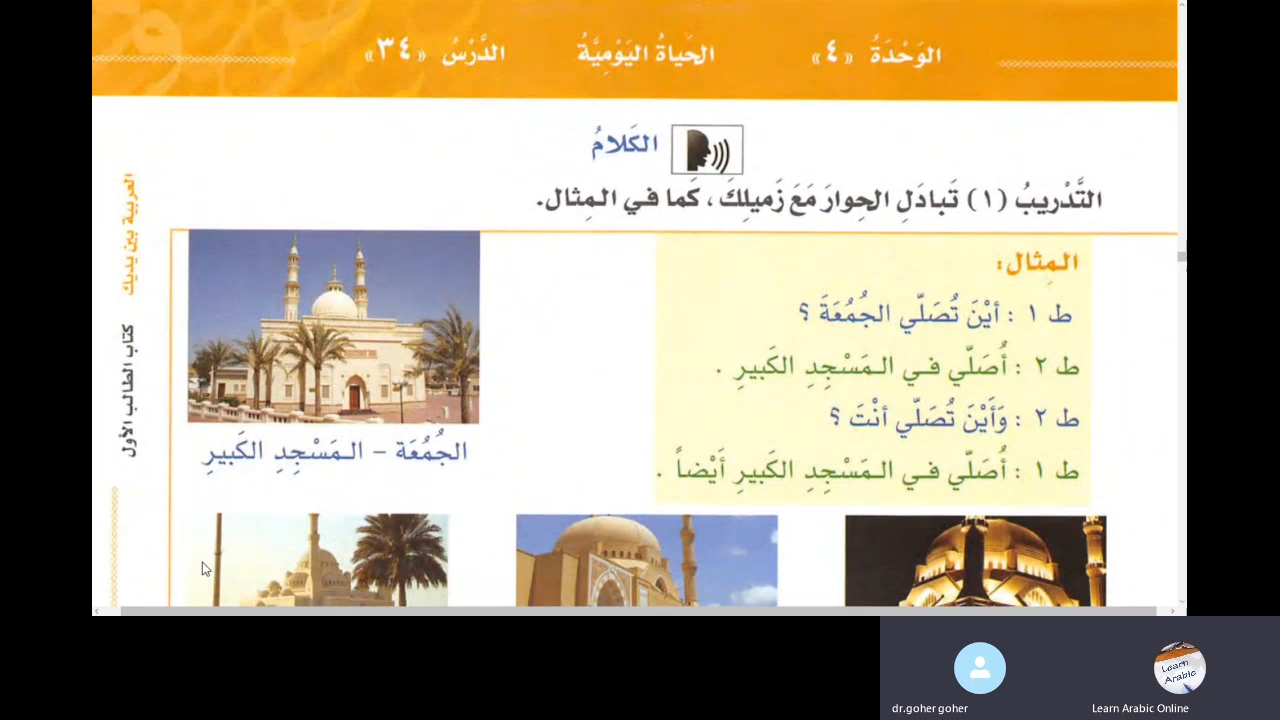 الوَحْدَةُ «٤» الحَياةُ اليَوْمِيَّةُ الدَّرْسُ «٣٤»
الكَلامُ
التَّدْريبُ (١) تَبادَلِ الحِوارَ مَعَ زَميلِكَ، كَما في المِثال.
المِثال:
ط ١ : أيْنَ تُصَلّي الجُمُعَةَ ؟
ط ٢ : أُصَلّي في المَسْجِدِ الكَبيرِ .
ط ٢ : وَأَيْنَ تُصَلّي أنْتَ ؟
ط ١ : أُصَلّي في المَسْجِدِ الكَبيرِ أَيْضاً .
الجُمُعَة – المَسْجِدِ الكَبيرِ
العربية بين يديك
كتاب الطالب الأول
dr.goher goher
Learn Arabic
Learn Arabic Online